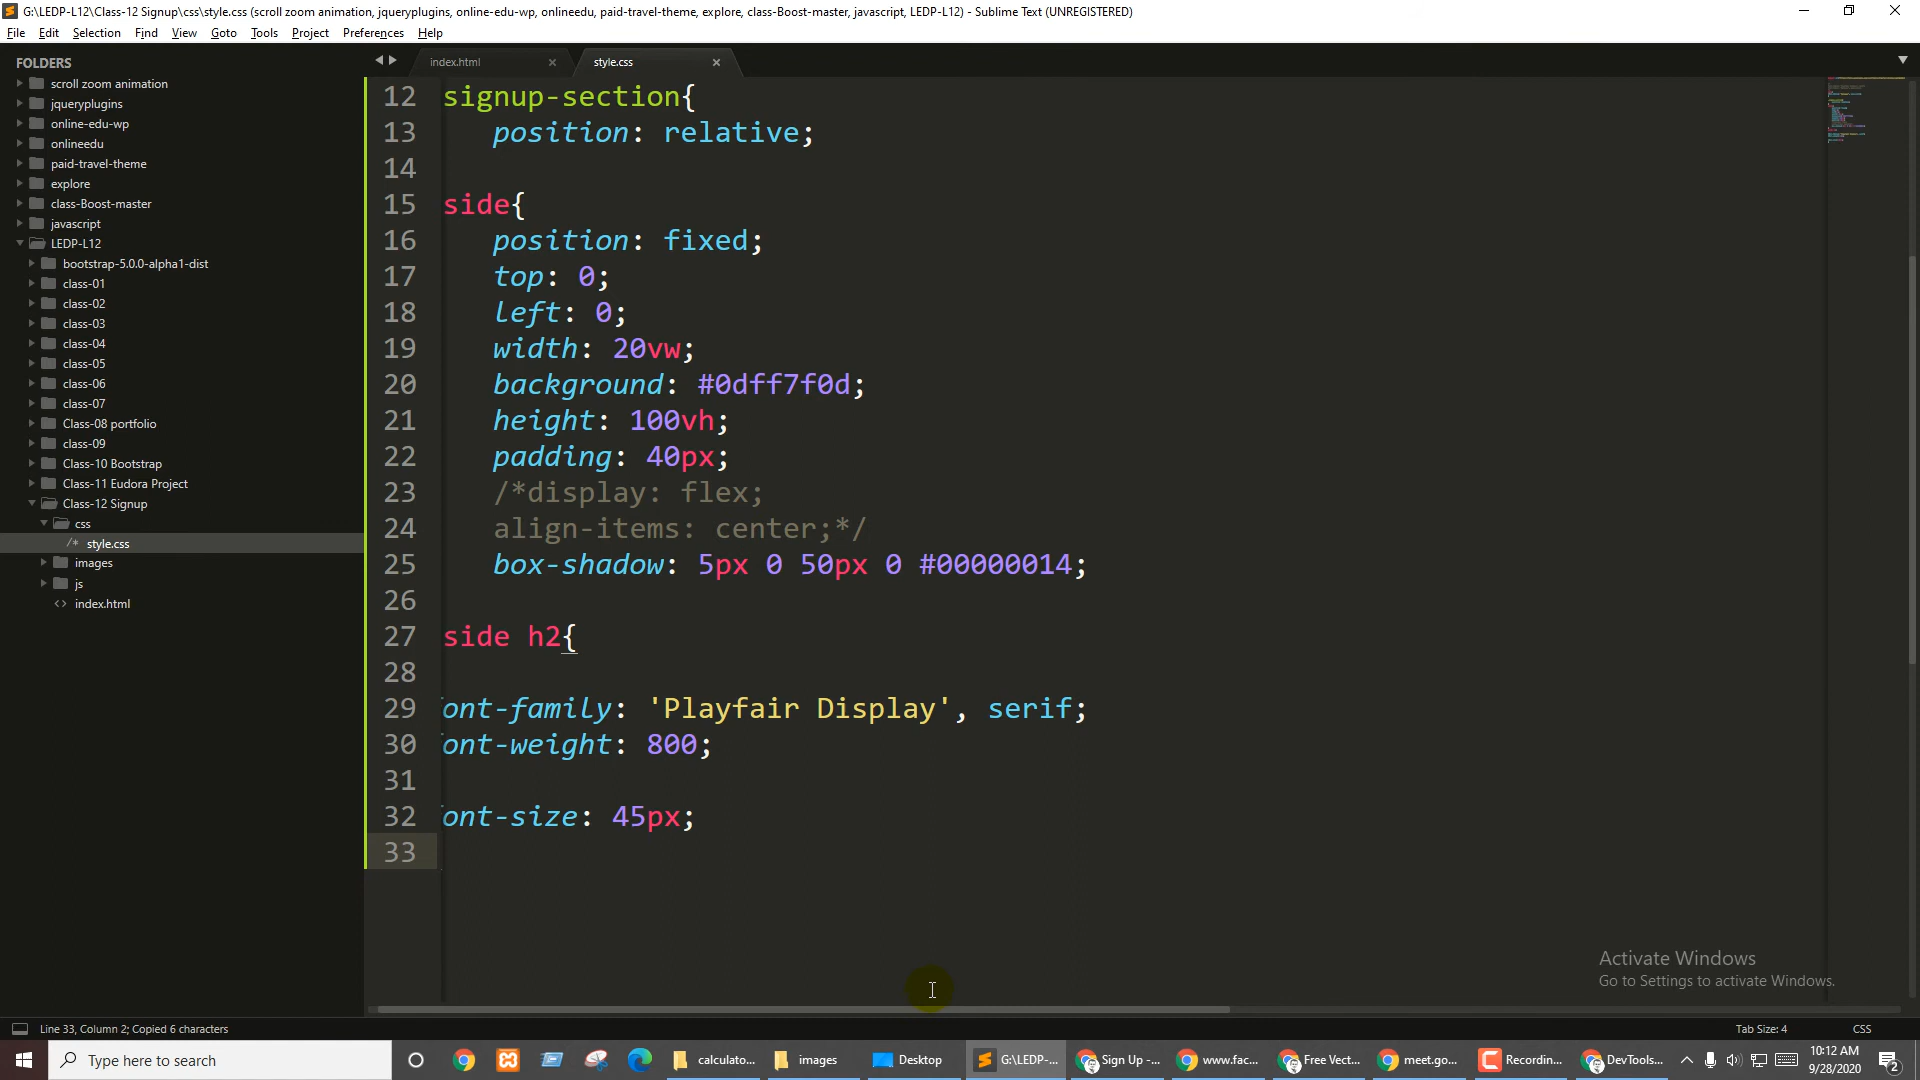 G:\LEDP-L12\Class-12 Signup\css\style.css (scroll zoom animation, jqueryplugins, online-edu-wp, onlineedu, paid-travel-theme, explore, class-Boost-master, javascript, LEDP-L12) - Sublime Text (UNREGISTERED)
File Edit Selection Find View Goto Tools Project Preferences Help
FOLDERS
scroll zoom animation
jqueryplugins
online-edu-wp
onlineedu
paid-travel-theme
explore
class-Boost-master
javascript
LEDP-L12
bootstrap-5.0.0-alpha1-dist
class-01
class-02
class-03
class-04
class-05
class-06
class-07
Class-08 portfolio
class-09
Class-10 Bootstrap
Class-11 Eudora Project
Class-12 Signup
css
/* style.css
images
js
<> index.html
index.html
style.css
12 signup-section{
13 position: relative;
14
15 side{
16 position: fixed;
17 top: 0;
18 left: 0;
19 width: 20vw;
20 background: #0dff7f0d;
21 height: 100vh;
22 padding: 40px;
23 /*display: flex;
24 align-items: center;*/
25 box-shadow: 5px 0 50px 0 #00000014;
26
27 side h2{
28
29 ont-family: 'Playfair Display', serif;
30 ont-weight: 800;
31
32 ont-size: 45px;
33
Activate Windows
Go to Settings to activate Windows.
Line 33, Column 2; Copied 6 characters
Tab Size: 4
CSS
Type here to search
calculato...
images
Desktop
G:\LEDP-...
Sign Up -...
www.fac...
Free Vect...
meet.go...
Recordin...
DevTools...
10:12 AM
9/28/2020
2